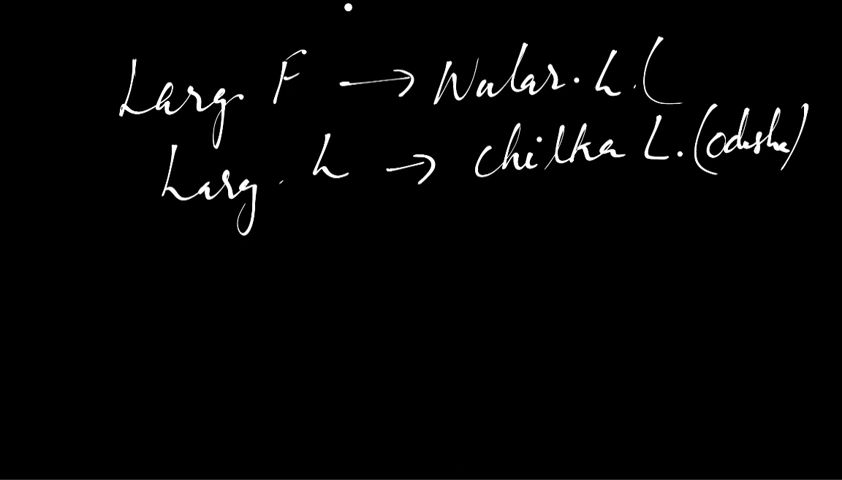 Larg. F → Wular. L. (
Larg. L → Chilka L. (Odisha)